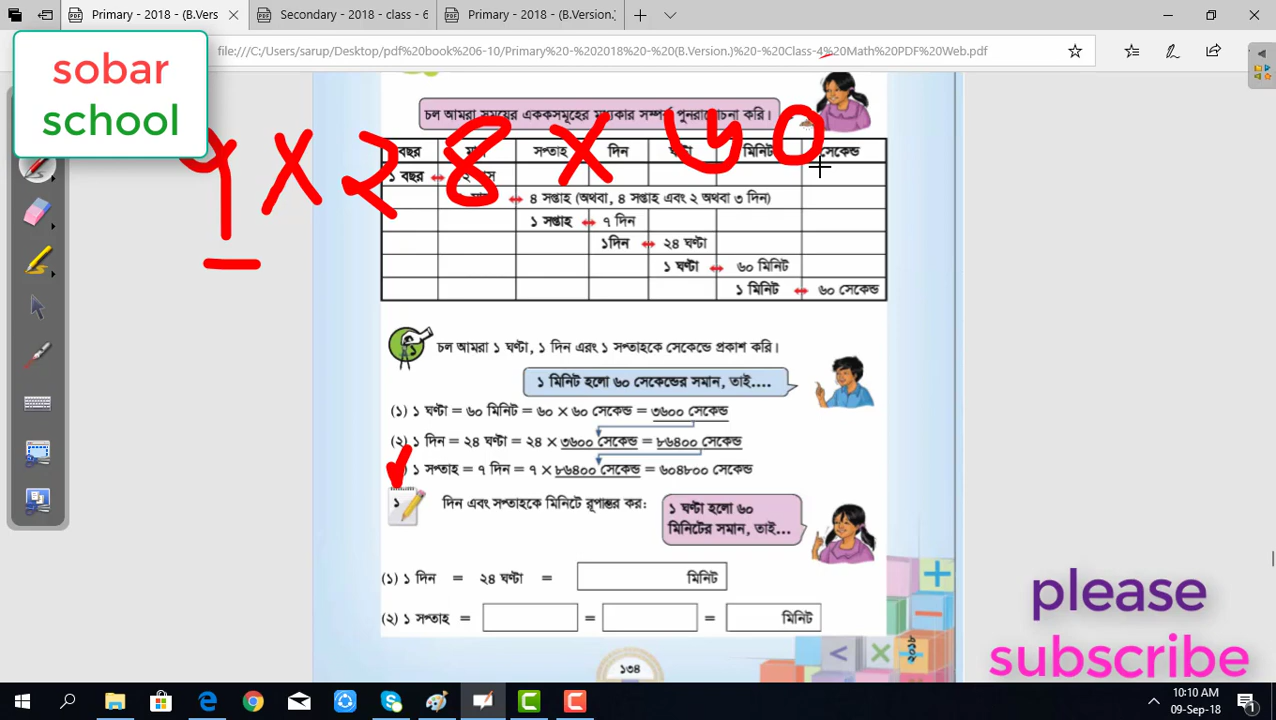 Primary - 2018 - (B.Vers
Secondary - 2018 - class - 6
Primary - 2018 - (B.Version.)
file:///C:/Users/sarup/Desktop/pdf book%206-10/Primary%20-%202018%20-%20(B.Version.)%20-%20Class-4%20Math%20PDF%20Web.pdf
sobar
school
চল আমরা সময়ের এককসমূহের মধ্যকার সম্পর্ক পুনরালোচনা করি।
৭ X ২৪ X ৬০
বছর সপ্তাহ দিন ঘণ্টা মিনিট সেকেন্ড
১ বছর
৪ সপ্তাহ (অথবা, ৪ সপ্তাহ এবং ২ অথবা ৩ দিন)
১ সপ্তাহ ৭ দিন
১দিন ২৪ ঘণ্টা
১ ঘণ্টা ৬০ মিনিট
১ মিনিট ৬০ সেকেন্ড
১
চল আমরা ১ ঘণ্টা, ১ দিন এবং ১ সপ্তাহকে সেকেন্ডে প্রকাশ করি।
১ মিনিট হলো ৬০ সেকেন্ডের সমান, তাই....
(১) ১ ঘণ্টা = ৬০ মিনিট = ৬০ × ৬০ সেকেন্ড = ৩৬০০ সেকেন্ড
(২) ১ দিন = ২৪ ঘণ্টা = ২৪ × ৩৬০০ সেকেন্ড = ৮৬৪০০ সেকেন্ড
১ সপ্তাহ = ৭ দিন = ৭ × ৮৬৪০০ সেকেন্ড = ৬০৪৮০০ সেকেন্ড
১ দিন এবং সপ্তাহকে মিনিটে রূপান্তর কর:
১ ঘণ্টা হলো ৬০
মিনিটের সমান, তাই...
(১) ১ দিন = ২৪ ঘণ্টা = মিনিট
(২) ১ সপ্তাহ = = = মিনিট
১৩৪
২০১৮
please
subscribe
10:10 AM
09-Sep-18
1